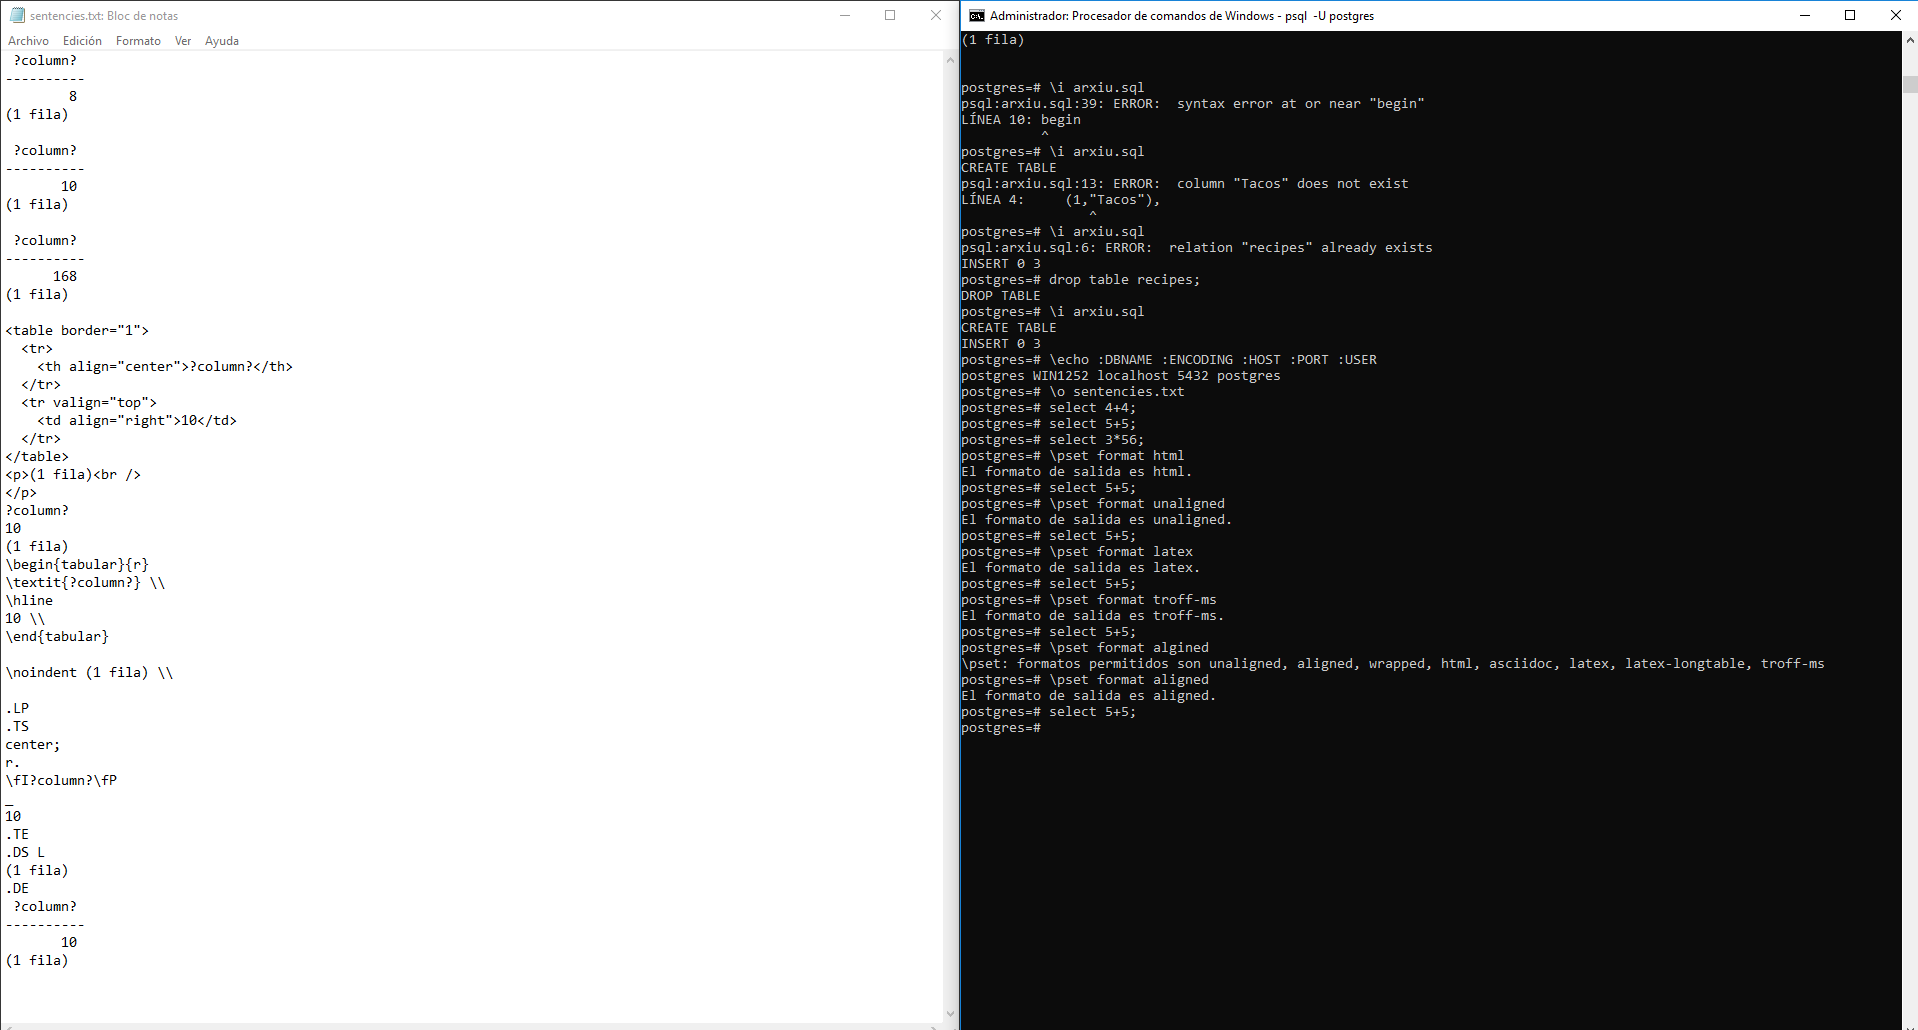 sentencies.txt: Bloc de notas
Archivo Edición Formato Ver Ayuda
 ?column?
----------
        8
(1 fila)

 ?column?
----------
       10
(1 fila)

 ?column?
----------
      168
(1 fila)

<table border="1">
  <tr>
    <th align="center">?column?</th>
  </tr>
  <tr valign="top">
    <td align="right">10</td>
  </tr>
</table>
<p>(1 fila)<br />
</p>
?column?
10
(1 fila)
\begin{tabular}{r}
\textit{?column?} \\
\hline
10 \\
\end{tabular}

\noindent (1 fila) \\

.LP
.TS
center;
r.
\fI?column?\fP
_
10
.TE
.DS L
(1 fila)
.DE
 ?column?
----------
       10
(1 fila)
Administrador: Procesador de comandos de Windows - psql  -U postgres
(1 fila)


postgres=# \i arxiu.sql
psql:arxiu.sql:39: ERROR:  syntax error at or near "begin"
LÍNEA 10: begin
          ^
postgres=# \i arxiu.sql
CREATE TABLE
psql:arxiu.sql:13: ERROR:  column "Tacos" does not exist
LÍNEA 4:     (1,"Tacos"),
                ^
postgres=# \i arxiu.sql
psql:arxiu.sql:6: ERROR:  relation "recipes" already exists
INSERT 0 3
postgres=# drop table recipes;
DROP TABLE
postgres=# \i arxiu.sql
CREATE TABLE
INSERT 0 3
postgres=# \echo :DBNAME :ENCODING :HOST :PORT :USER
postgres WIN1252 localhost 5432 postgres
postgres=# \o sentencies.txt
postgres=# select 4+4;
postgres=# select 5+5;
postgres=# select 3*56;
postgres=# \pset format html
El formato de salida es html.
postgres=# select 5+5;
postgres=# \pset format unaligned
El formato de salida es unaligned.
postgres=# select 5+5;
postgres=# \pset format latex
El formato de salida es latex.
postgres=# select 5+5;
postgres=# \pset format troff-ms
El formato de salida es troff-ms.
postgres=# select 5+5;
postgres=# \pset format algined
\pset: formatos permitidos son unaligned, aligned, wrapped, html, asciidoc, latex, latex-longtable, troff-ms
postgres=# \pset format aligned
El formato de salida es aligned.
postgres=# select 5+5;
postgres=#